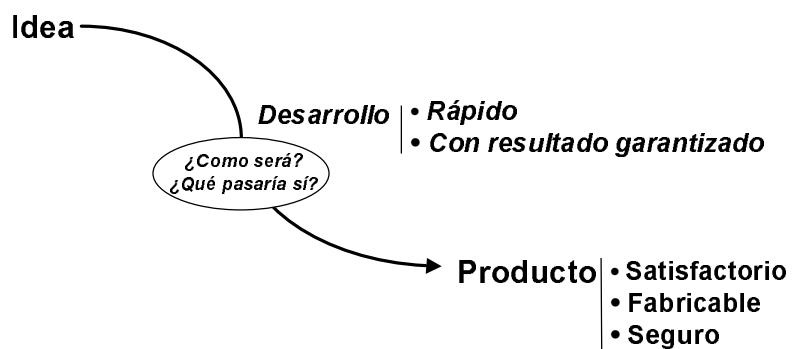 Idea
Desarrollo
• Rápido
• Con resultado garantizado
¿Como será?
¿Qué pasaría sí?
Producto
• Satisfactorio
• Fabricable
• Seguro